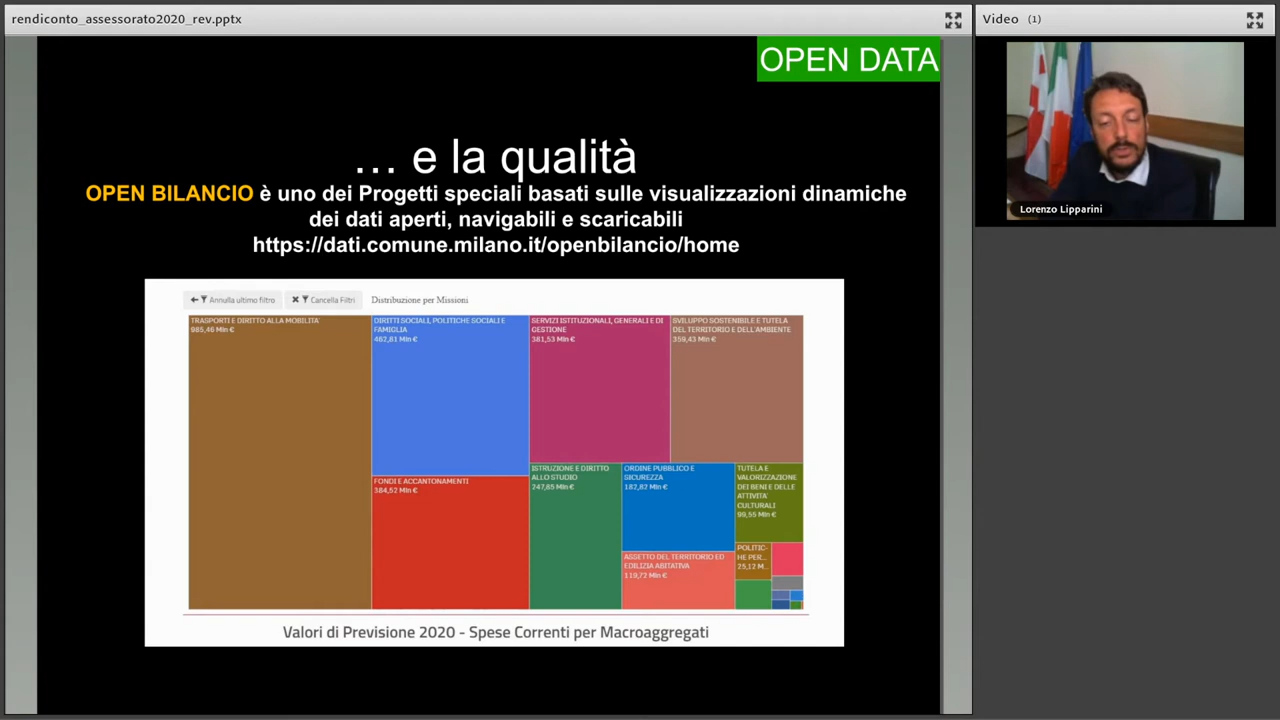 rendiconto_assessorato2020_rev.pptx
Video (1)
OPEN DATA
Lorenzo Lipparini
… e la qualità
OPEN BILANCIO è uno dei Progetti speciali basati sulle visualizzazioni dinamiche
dei dati aperti, navigabili e scaricabili
https://dati.comune.milano.it/openbilancio/home
Annulla ultimo filtro
Cancella Filtri
Distribuzione per Missioni
TRASPORTI E DIRITTO ALLA MOBILITA'
985,46 Mln €
DIRITTI SOCIALI, POLITICHE SOCIALI E
FAMIGLIA
462,81 Mln €
SERVIZI ISTITUZIONALI, GENERALI E DI
GESTIONE
381,53 Mln €
SVILUPPO SOSTENIBILE E TUTELA
DEL TERRITORIO E DELL'AMBIENTE
359,43 Mln €
FONDI E ACCANTONAMENTI
384,52 Mln €
ISTRUZIONE E DIRITTO
ALLO STUDIO
247,85 Mln €
ORDINE PUBBLICO E
SICUREZZA
182,82 Mln €
TUTELA E
VALORIZZAZIONE
DEI BENI E DELLE
ATTIVITA'
CULTURALI
99,55 Mln €
ASSETTO DEL TERRITORIO ED
EDILIZIA ABITATIVA
119,72 Mln €
POLITIC-
HE PER...
25,12 M...
Valori di Previsione 2020 - Spese Correnti per Macroaggregati